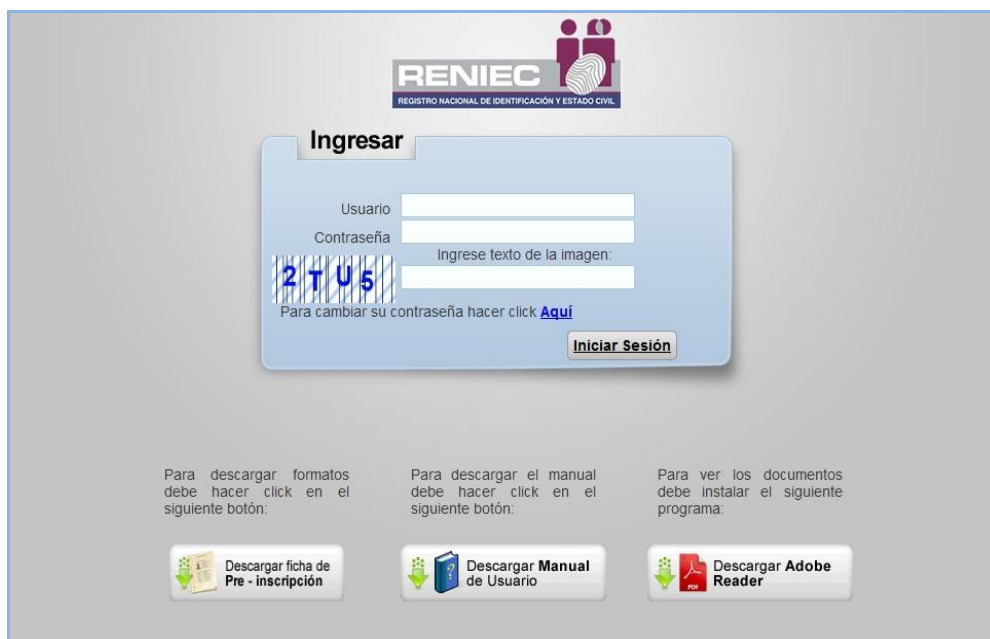 RENIEC
REGISTRO NACIONAL DE IDENTIFICACIÓN Y ESTADO CIVIL
Ingresar
Usuario
Contraseña
Ingrese texto de la imagen:
2TU5
Para cambiar su contraseña hacer click Aquí
Iniciar Sesión
Para descargar formatos
debe hacer click en el
siguiente botón:
Descargar ficha de
Pre - inscripción
Para descargar el manual
debe hacer click en el
siguiente botón:
Descargar Manual
de Usuario
Para ver los documentos
debe instalar el siguiente
programa:
PDF
Descargar Adobe
Reader